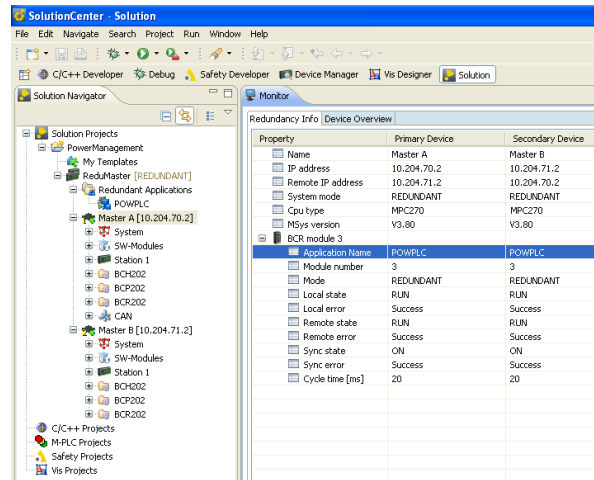 SolutionCenter - Solution
File Edit Navigate Search Project Run Window Help
C/C++ Developer Debug Safety Developer Device Manager Vis Designer Solution
Solution Navigator
Monitor
Redundancy Info Device Overview
Solution Projects
PowerManagement
My Templates
ReduMaster [REDUNDANT]
Redundant Applications
POWPLC
Master A [10.204.70.2]
System
SW-Modules
Station 1
BCH202
BCP202
BCR202
CAN
Master B [10.204.71.2]
System
SW-Modules
Station 1
BCH202
BCP202
BCR202
C/C++ Projects
M-PLC Projects
Safety Projects
Vis Projects
Property Primary Device Secondary Device
Name Master A Master B
IP address 10.204.70.2 10.204.71.2
Remote IP address 10.204.71.2 10.204.70.2
System mode REDUNDANT REDUNDANT
Cpu type MPC270 MPC270
MSys version V3.80 V3.80
BCR module 3
Application Name POWPLC POWPLC
Module number 3 3
Mode REDUNDANT REDUNDANT
Local state RUN RUN
Local error Success Success
Remote state RUN RUN
Remote error Success Success
Sync state ON ON
Sync error Success Success
Cycle time [ms] 20 20